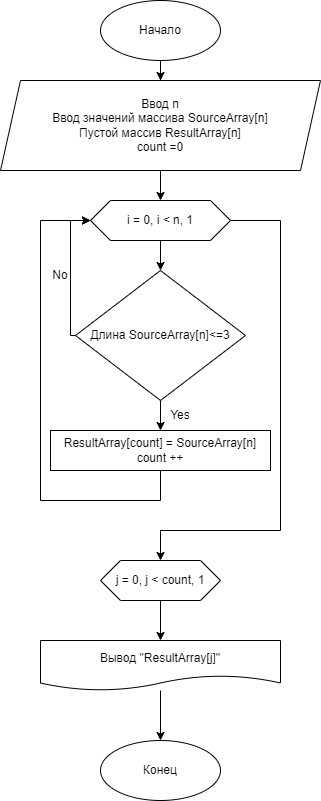 Начало
Ввод n
Ввод значений массива SourceArray[n]
Пустой массив ResultArray[n]
count =0
i = 0, i < n, 1
No
Длина SourceArray[n]<=3
Yes
ResultArray[count] = SourceArray[n]
count ++
j = 0, j < count, 1
Вывод "ResultArray[j]"
Конец